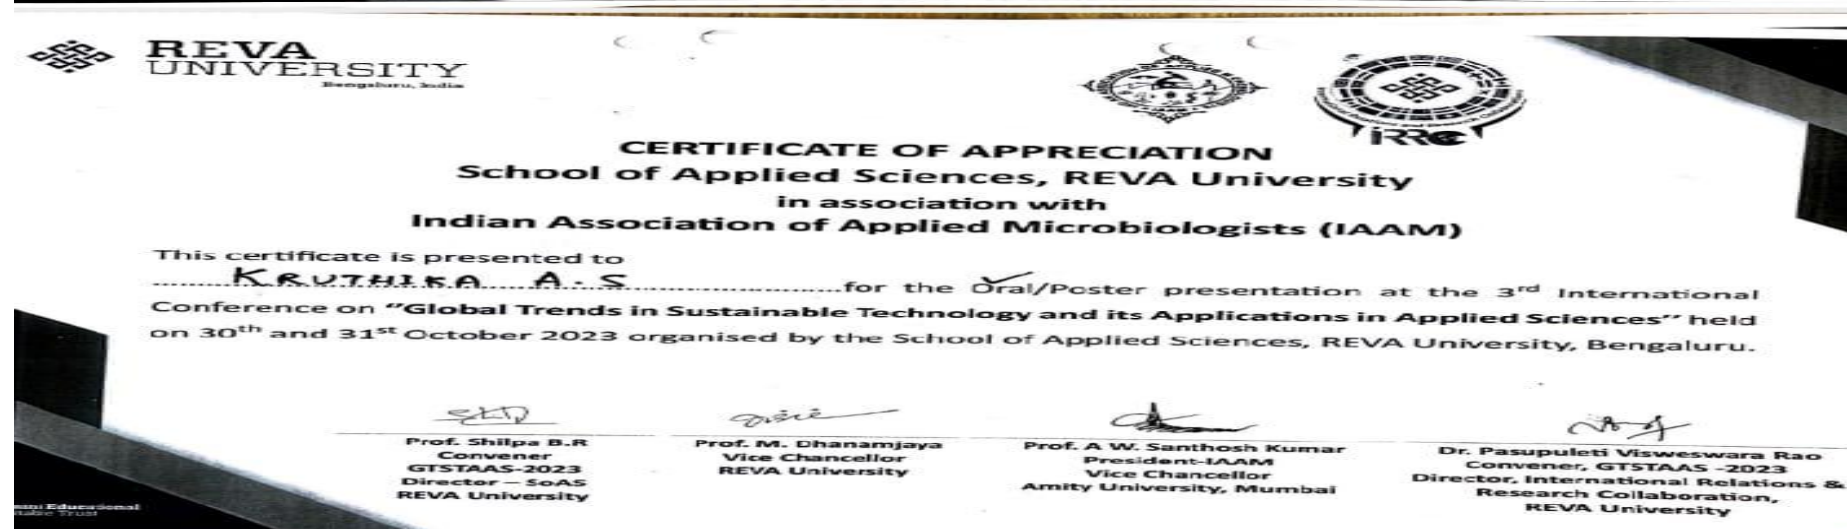 REVA
UNIVERSITY
Bengaluru, India
IRRC
CERTIFICATE OF APPRECIATION
School of Applied Sciences, REVA University
in association with
Indian Association of Applied Microbiologists (IAAM)
This certificate is presented to
KRUTHIKA A.S for the Oral/Poster presentation at the 3rd International
Conference on "Global Trends in Sustainable Technology and its Applications in Applied Sciences" held
on 30th and 31st October 2023 organised by the School of Applied Sciences, REVA University, Bengaluru.
Prof. Shilpa B.R
Convener
GTSTAAS-2023
Director – SoAS
REVA University
Prof. M. Dhanamjaya
Vice Chancellor
REVA University
Prof. A W. Santhosh Kumar
President-IAAM
Vice Chancellor
Amity University, Mumbai
Dr. Pasupuleti Visweswara Rao
Convener, GTSTAAS -2023
Director, International Relations &
Research Collaboration,
REVA University
Educational
Trust